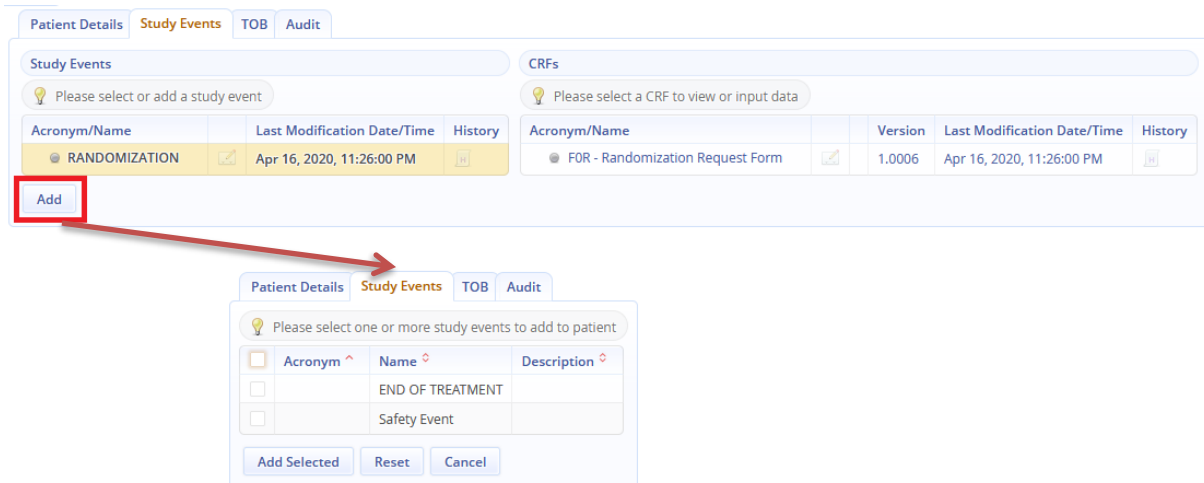 Patient Details Study Events TOB Audit
Study Events CRFs
Please select or add a study event Please select a CRF to view or input data
Acronym/Name Last Modification Date/Time History Acronym/Name Version Last Modification Date/Time History
RANDOMIZATION Apr 16, 2020, 11:26:00 PM H F0R - Randomization Request Form 1.0006 Apr 16, 2020, 11:26:00 PM H
Add
Patient Details Study Events TOB Audit
Please select one or more study events to add to patient
Acronym Name Description
END OF TREATMENT
Safety Event
Add Selected Reset Cancel